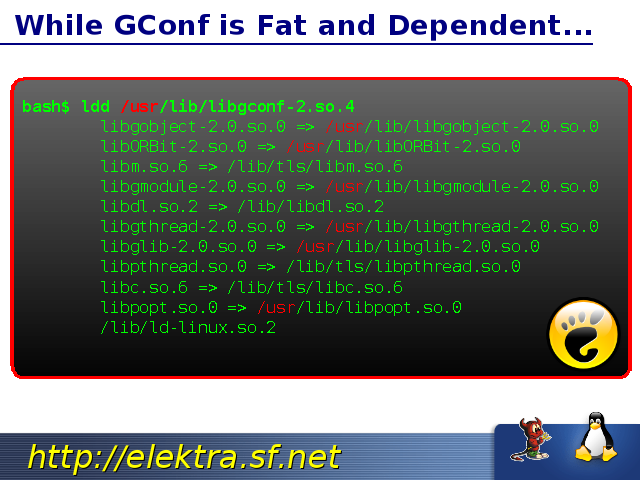 While GConf is Fat and Dependent...
bash$ ldd /usr/lib/libgconf-2.so.4
libgobject-2.0.so.0 => /usr/lib/libgobject-2.0.so.0
libORBit-2.so.0 => /usr/lib/libORBit-2.so.0
libm.so.6 => /lib/tls/libm.so.6
libgmodule-2.0.so.0 => /usr/lib/libgmodule-2.0.so.0
libdl.so.2 => /lib/libdl.so.2
libgthread-2.0.so.0 => /usr/lib/libgthread-2.0.so.0
libglib-2.0.so.0 => /usr/lib/libglib-2.0.so.0
libpthread.so.0 => /lib/tls/libpthread.so.0
libc.so.6 => /lib/tls/libc.so.6
libpopt.so.0 => /usr/lib/libpopt.so.0
/lib/ld-linux.so.2
http://elektra.sf.net